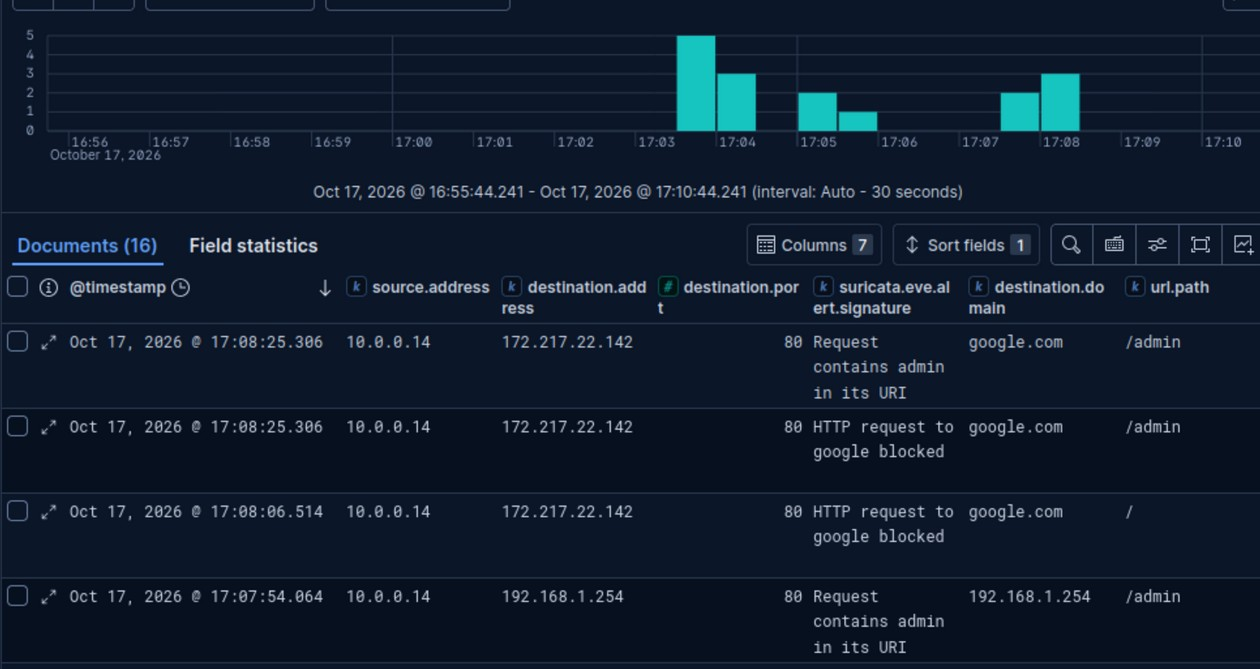 5
4
3
2
1
0
16:56 16:57 16:58 16:59 17:00 17:01 17:02 17:03 17:04 17:05 17:06 17:07 17:08 17:09 17:10
October 17, 2026
Oct 17, 2026 @ 16:55:44.241 - Oct 17, 2026 @ 17:10:44.241 (interval: Auto - 30 seconds)
Documents (16) Field statistics Columns 7 Sort fields 1
@timestamp k source.address k destination.add # destination.por k suricata.eve.al k destination.do k url.path
ress t ert.signature main
Oct 17, 2026 @ 17:08:25.306 10.0.0.14 172.217.22.142 80 Request google.com /admin
contains admin
in its URI
Oct 17, 2026 @ 17:08:25.306 10.0.0.14 172.217.22.142 80 HTTP request to google.com /admin
google blocked
Oct 17, 2026 @ 17:08:06.514 10.0.0.14 172.217.22.142 80 HTTP request to google.com /
google blocked
Oct 17, 2026 @ 17:07:54.064 10.0.0.14 192.168.1.254 80 Request 192.168.1.254 /admin
contains admin
in its URI